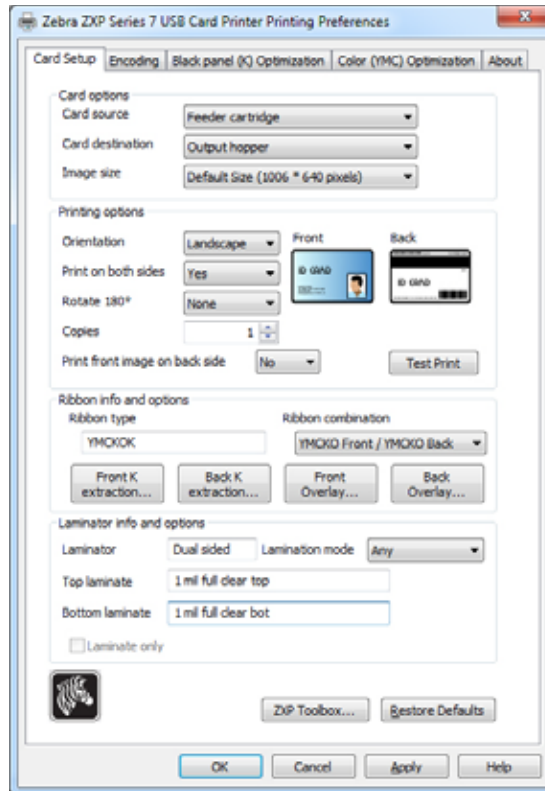 Zebra ZXP Series 7 USB Card Printer Printing Preferences
Card Setup Encoding Black panel (K) Optimization Color (YMC) Optimization About
Card options
Card source Feeder cartridge
Card destination Output hopper
Image size Default Size (1006 * 640 pixels)
Printing options
Orientation Landscape Front Back
Print on both sides Yes
ID CARD ID CARD
Rotate 180° None
Copies 1
Print front image on back side No Test Print
Ribbon info and options
Ribbon type Ribbon combination
YMCKOK YMCKO Front / YMCKO Back
Front K extraction... Back K extraction... Front Overlay... Back Overlay...
Laminator info and options
Laminator Dual sided Lamination mode Any
Top laminate 1 mil full clear top
Bottom laminate 1 mil full clear bot
Laminate only
ZXP Toolbox... Restore Defaults
OK Cancel Apply Help